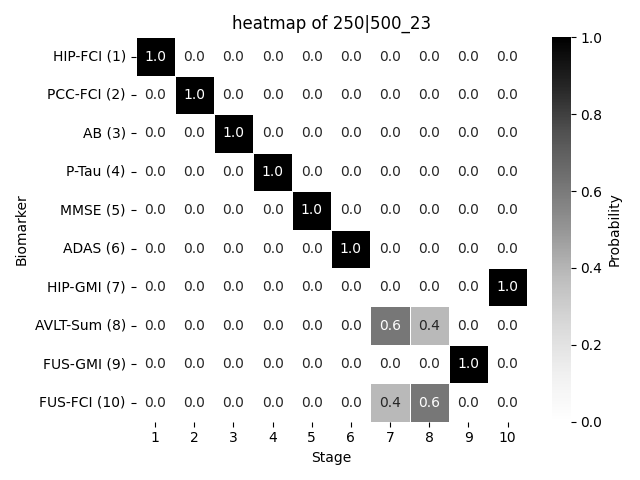 heatmap of 250|500_23
HIP-FCI (1) 1.0 0.0 0.0 0.0 0.0 0.0 0.0 0.0 0.0 0.0
PCC-FCI (2) 0.0 1.0 0.0 0.0 0.0 0.0 0.0 0.0 0.0 0.0
AB (3) 0.0 0.0 1.0 0.0 0.0 0.0 0.0 0.0 0.0 0.0
P-Tau (4) 0.0 0.0 0.0 1.0 0.0 0.0 0.0 0.0 0.0 0.0
MMSE (5) 0.0 0.0 0.0 0.0 1.0 0.0 0.0 0.0 0.0 0.0
ADAS (6) 0.0 0.0 0.0 0.0 0.0 1.0 0.0 0.0 0.0 0.0
HIP-GMI (7) 0.0 0.0 0.0 0.0 0.0 0.0 0.0 0.0 0.0 1.0
AVLT-Sum (8) 0.0 0.0 0.0 0.0 0.0 0.0 0.6 0.4 0.0 0.0
FUS-GMI (9) 0.0 0.0 0.0 0.0 0.0 0.0 0.0 0.0 1.0 0.0
FUS-FCI (10) 0.0 0.0 0.0 0.0 0.0 0.0 0.4 0.6 0.0 0.0
1 2 3 4 5 6 7 8 9 10
Stage
Biomarker
1.0
0.8
0.6
0.4
0.2
0.0
Probability